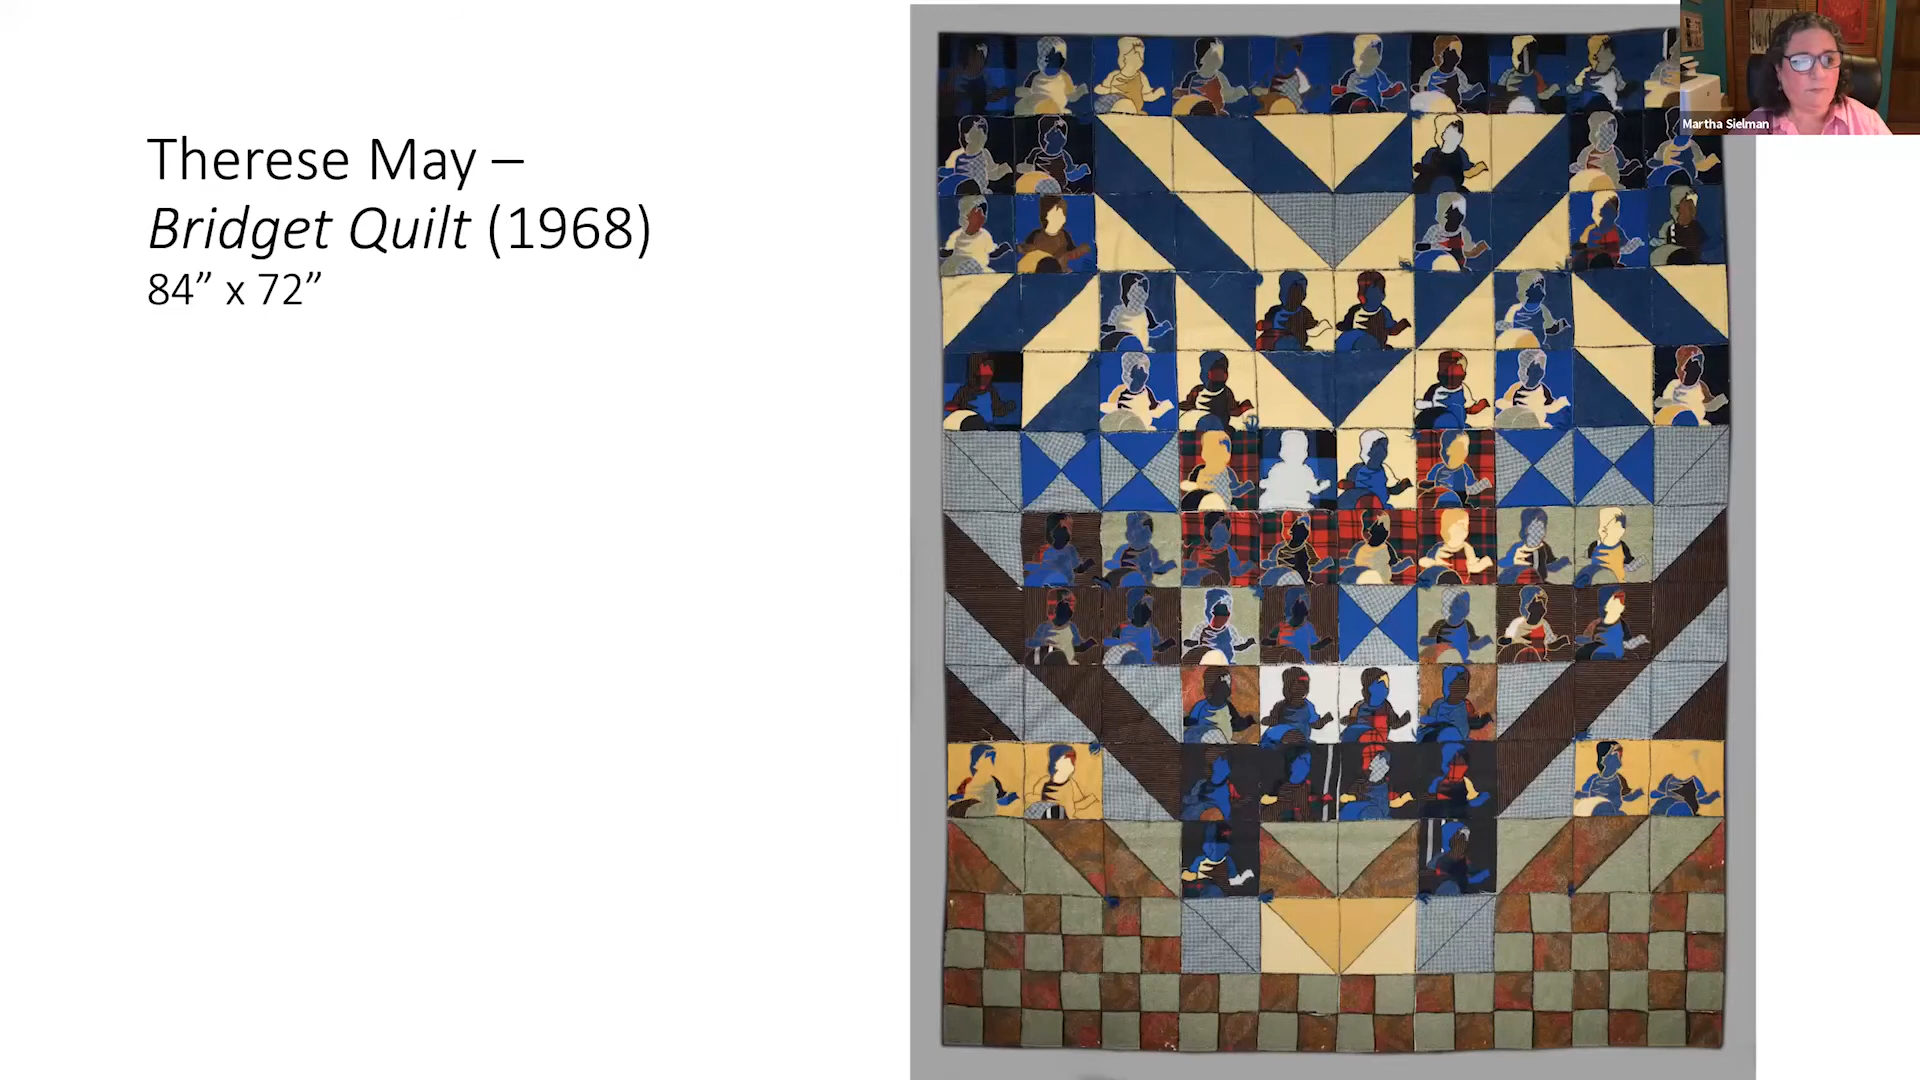 Therese May –
Bridget Quilt (1968)
84” x 72”
Martha Sielman